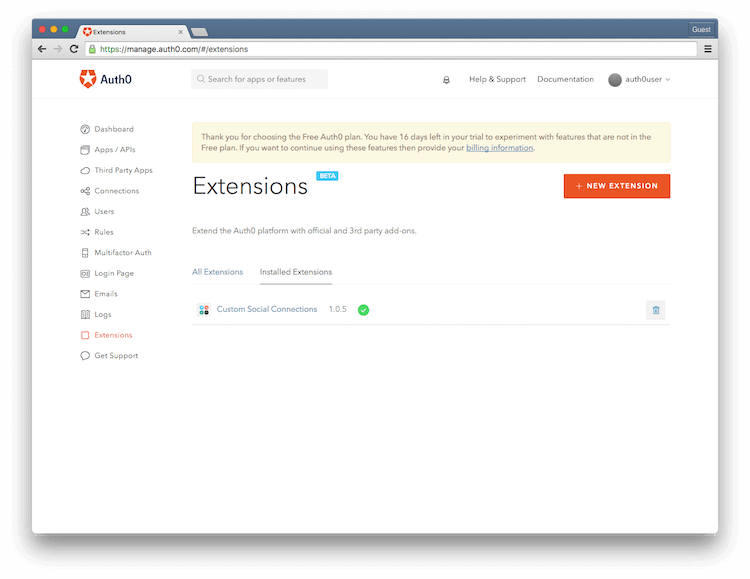 Extensions
Guest
https://manage.auth0.com/#/extensions
Auth0
Search for apps or features
Help & Support
Documentation
auth0user
Dashboard
Apps / APIs
Third Party Apps
Connections
Users
Rules
Multifactor Auth
Login Page
Emails
Logs
Extensions
Get Support
Thank you for choosing the Free Auth0 plan. You have 16 days left in your trial to experiment with features that are not in the
Free plan. If you want to continue using these features then provide your billing information.
Extensions BETA
+ NEW EXTENSION
Extend the Auth0 platform with official and 3rd party add-ons.
All Extensions
Installed Extensions
Custom Social Connections 1.0.5